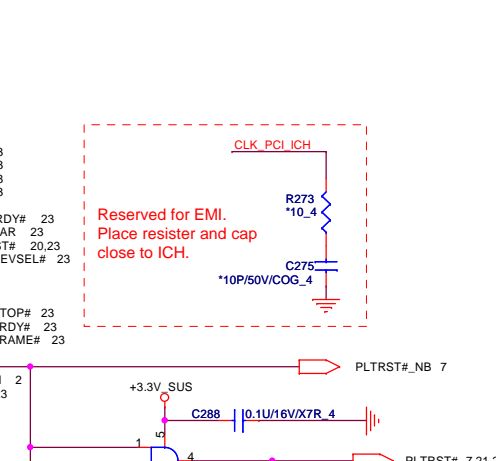 CLK_PCI_ICH
R273
*10_4
Reserved for EMI.
Place resister and cap
close to ICH.
C275
*10P/50V/COG_4
RDY# 23
AR 23
ST# 20,23
EVSEL# 23
TOP# 23
RDY# 23
RAME# 23
PLTRST#_NB 7
2
3
+3.3V_SUS
C288
0.1U/16V/X7R_4
5
1
4